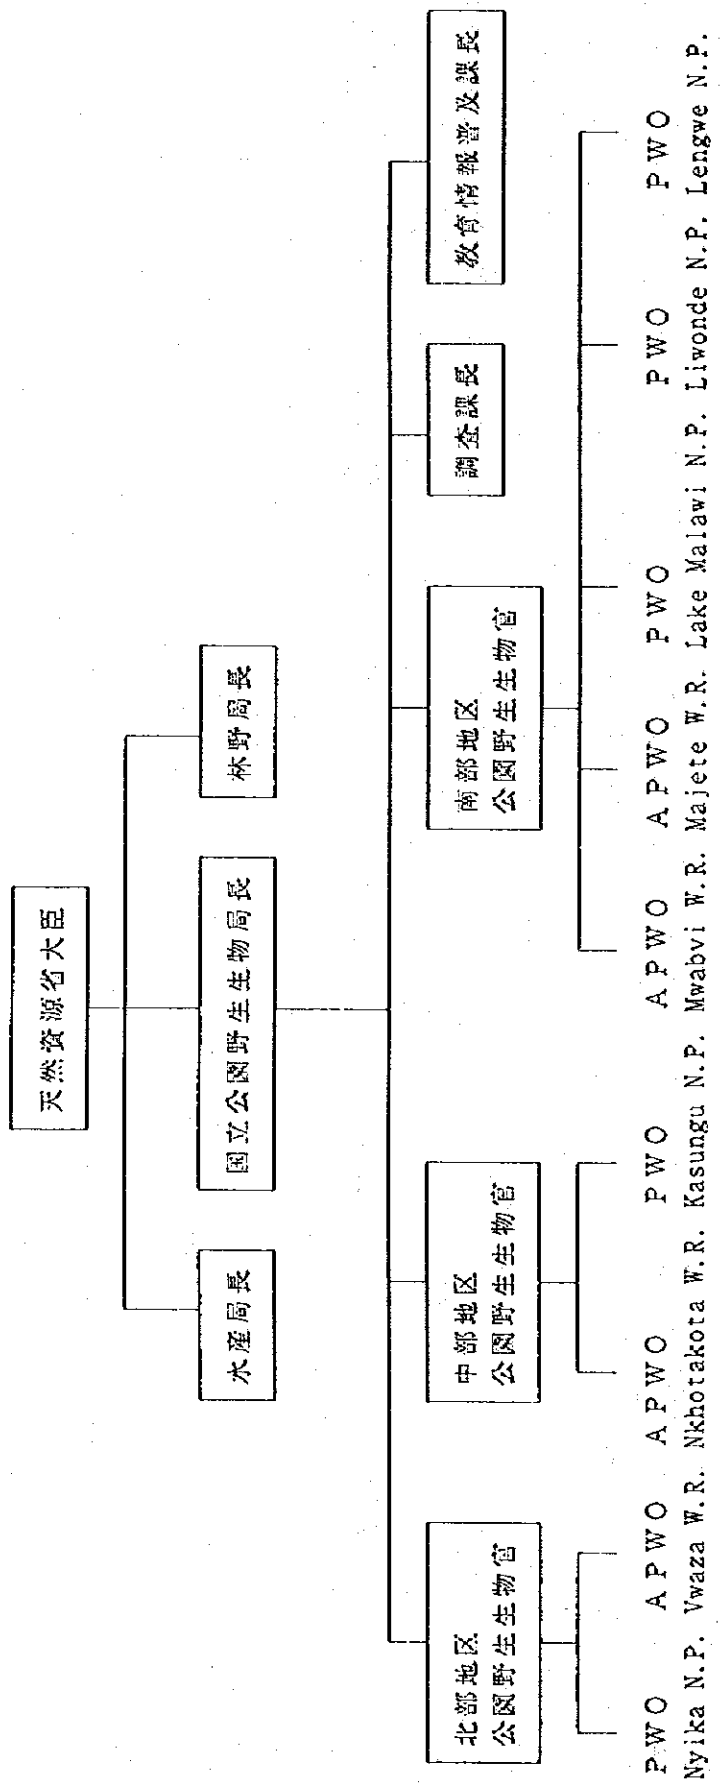 天然資源省大臣
水産局長
国立公園野生生物局長
林野局長
北部地区
公園野生生物官
中部地区
公園野生生物官
南部地区
公園野生生物官
調査課長
教育情報普及課長
PWO APWO APWO PWO APWO APWO PWO PWO PWO
Nyika N.P. Vwaza W.R. Nkhotakota W.R. Kasungu N.P. Mwabvi W.R. Majete W.R. Lake Malawi N.P. Liwonde N.P. Lengwe N.P.